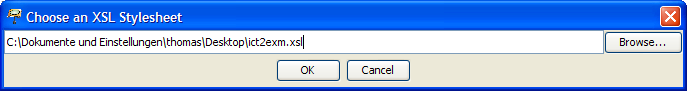 Choose an XSL Stylesheet
C:\Dokumente und Einstellungen\thomas\Desktop\ict2exm.xsl Browse...
OK Cancel